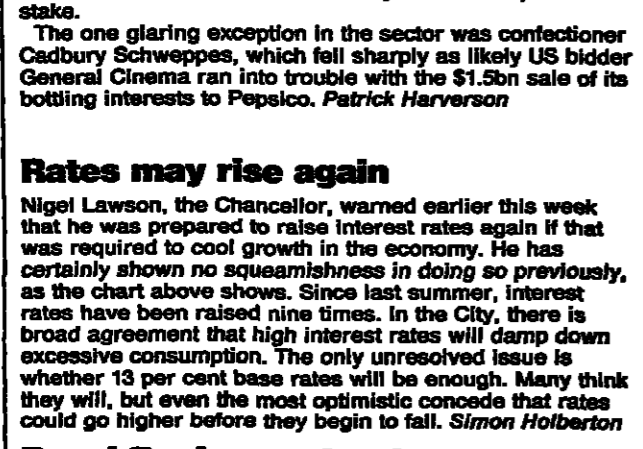 stake.
The one glaring exception in the sector was confectioner
Cadbury Schweppes, which fell sharply as likely US bidder
General Cinema ran into trouble with the $1.5bn sale of its
bottling interests to Pepsico. Patrick Harverson
Rates may rise again
Nigel Lawson, the Chancellor, warned earlier this week
that he was prepared to raise interest rates again if that
was required to cool growth in the economy. He has
certainly shown no squeamishness in doing so previously,
as the chart above shows. Since last summer, interest
rates have been raised nine times. In the City, there is
broad agreement that high interest rates will damp down
excessive consumption. The only unresolved issue is
whether 13 per cent base rates will be enough. Many think
they will, but even the most optimistic concede that rates
could go higher before they begin to fall. Simon Holberton